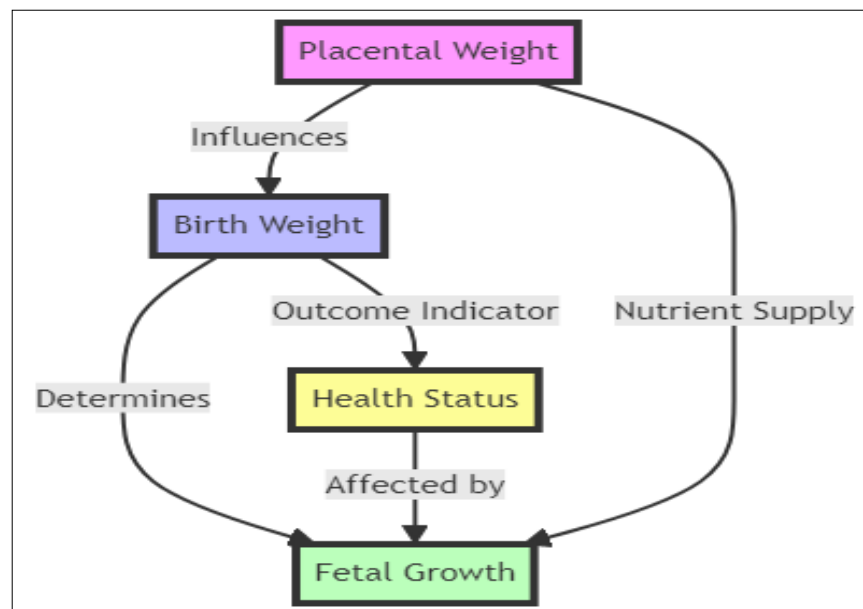 Placental Weight
Influences
Birth Weight
Outcome Indicator
Nutrient Supply
Determines
Health Status
Affected by
Fetal Growth